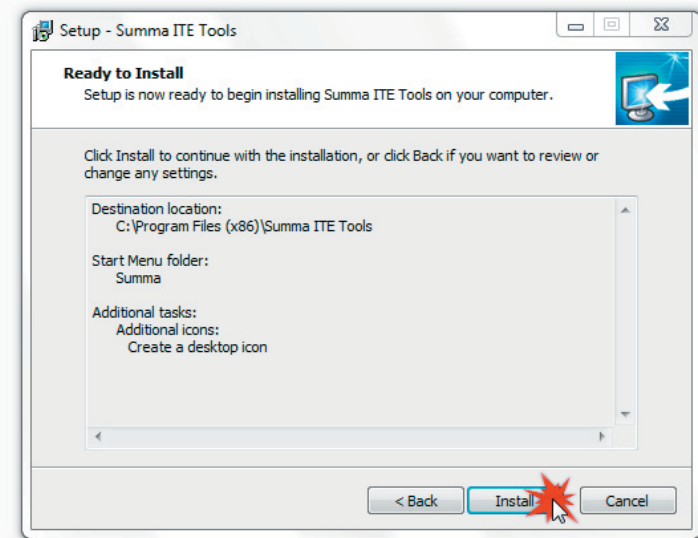 Setup - Summa ITE Tools
Ready to Install
Setup is now ready to begin installing Summa ITE Tools on your computer.
Click Install to continue with the installation, or click Back if you want to review or
change any settings.
Destination location:
C:\Program Files (x86)\Summa ITE Tools
Start Menu folder:
Summa
Additional tasks:
Additional icons:
Create a desktop icon
< Back Install Cancel